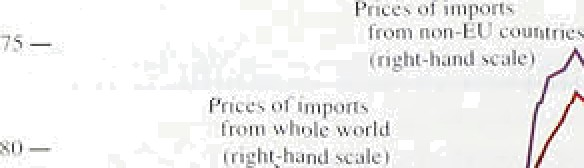 Prices of imports
from non-EU countries
75
(right-hand scale)
Prices of imports
from whole world
80
(right-hand scale)